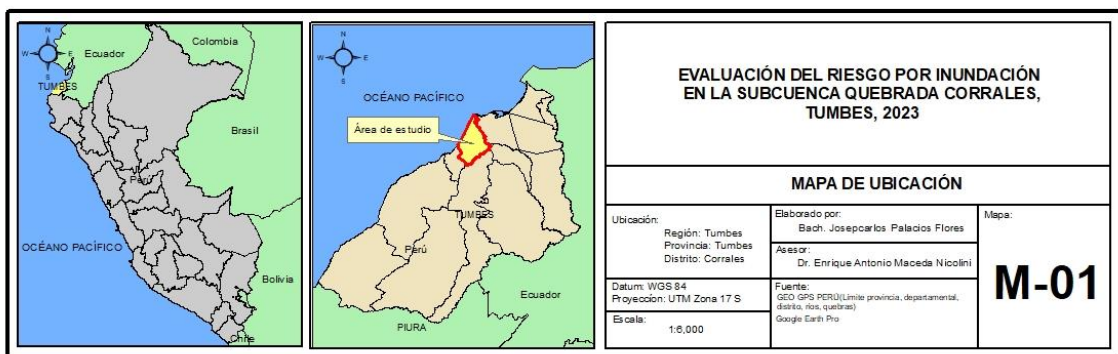 N
W
E
S
Ecuador
Colombia
TUMBES
Brasil
Perú
OCÉANO PACÍFICO
Bolivia
Chile
N
W
E
S
OCÉANO PACÍFICO
Área de estudio
TUMBES
Perú
Ecuador
PIURA
EVALUACIÓN DEL RIESGO POR INUNDACIÓN
EN LA SUBCUENCA QUEBRADA CORRALES,
TUMBES, 2023
MAPA DE UBICACIÓN
Ubicación:
Región: Tumbes
Provincia: Tumbes
Distrito: Corrales
Datum: WGS 84
Proyeccíon: UTM Zona 17 S
Escala:
1:6,000
Elaborado por:
Bach. Josepcarlos Palacios Flores
Asesor:
Dr. Enrique Antonio Maceda Nicolini
Fuente:
GEO GPS PERÚ(Límite provincia, departamental,
distrito, ríos, quebras)
Google Earth Pro
Mapa:
M-01